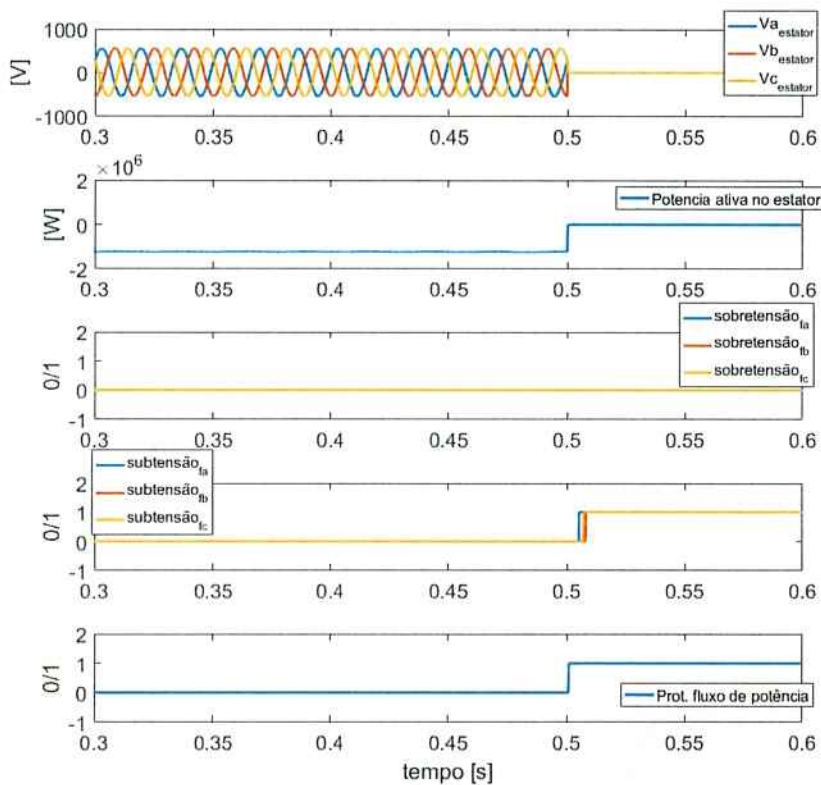 1000
0
-1000
[V]
Va estator
Vb estator
Vc estator
0.3 0.35 0.4 0.45 0.5 0.55 0.6
× 10^6
2
0
-2
[W]
Potencia ativa no estator
0.3 0.35 0.4 0.45 0.5 0.55 0.6
2
1
0
-1
0/1
sobretensão fa
sobretensão fb
sobretensão fc
0.3 0.35 0.4 0.45 0.5 0.55 0.6
subtensão fa
subtensão fb
subtensão fc
2
1
0
-1
0/1
0.3 0.35 0.4 0.45 0.5 0.55 0.6
2
1
0
-1
0/1
Prot. fluxo de potência
0.3 0.35 0.4 0.45 0.5 0.55 0.6
tempo [s]